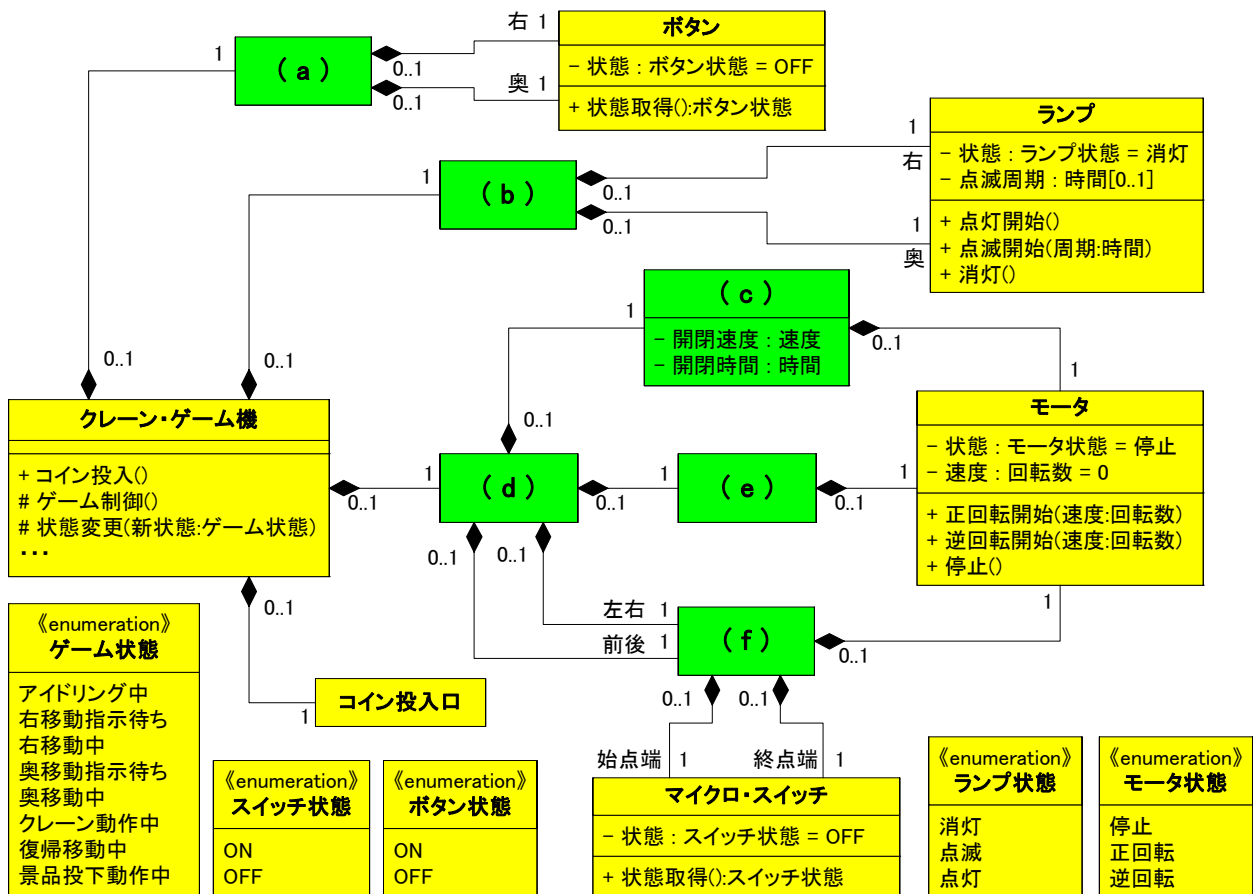 (a)
1
右 1
0..1
奥 1
0..1
ボタン
- 状態 : ボタン状態 = OFF
+ 状態取得():ボタン状態
(b)
1
1
右
0..1
1
奥
0..1
ランプ
- 状態 : ランプ状態 = 消灯
- 点滅周期 : 時間[0..1]
+ 点灯開始()
+ 点滅開始(周期:時間)
+ 消灯()
(c)
- 開閉速度 : 速度
- 開閉時間 : 時間
1
0..1
1
0..1
0..1
0..1
クレーン・ゲーム機
+ コイン投入()
# ゲーム制御()
# 状態変更(新状態:ゲーム状態)
・・・
0..1
1
(d)
0..1
1
(e)
0..1
1
モータ
- 状態 : モータ状態 = 停止
- 速度 : 回転数 = 0
+ 正回転開始(速度:回転数)
+ 逆回転開始(速度:回転数)
+ 停止()
0..1
0..1
左右 1
前後 1
(f)
0..1
1
0..1
0..1
0..1
1
コイン投入口
始点端 1
終点端 1
マイクロ・スイッチ
- 状態 : スイッチ状態 = OFF
+ 状態取得():スイッチ状態
《enumeration》
ゲーム状態
アイドリング中
右移動指示待ち
右移動中
奥移動指示待ち
奥移動中
クレーン動作中
復帰移動中
景品投下動作中
《enumeration》
スイッチ状態
ON
OFF
《enumeration》
ボタン状態
ON
OFF
《enumeration》
ランプ状態
消灯
点滅
点灯
《enumeration》
モータ状態
停止
正回転
逆回転